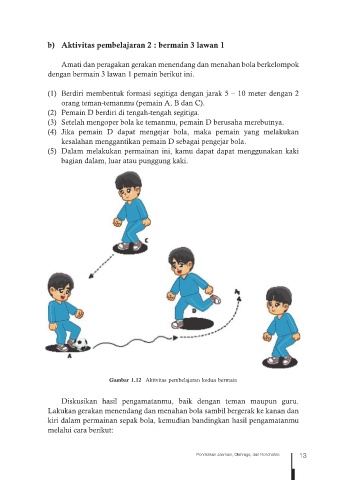 b) Aktivitas pembelajaran 2 : bermain 3 lawan 1
Amati dan peragakan gerakan menendang dan menahan bola berkelompok
dengan bermain 3 lawan 1 pemain berikut ini.
(1) Berdiri membentuk formasi segitiga dengan jarak 5 – 10 meter dengan 2
orang teman-temanmu (pemain A, B dan C).
(2) Pemain D berdiri di tengah-tengah segitiga.
(3) Setelah mengoper bola ke temanmu, pemain D berusaha merebutnya.
(4) Jika pemain D dapat mengejar bola, maka pemain yang melakukan
kesalahan menggantikan pemain D sebagai pengejar bola.
(5) Dalam melakukan permainan ini, kamu dapat dapat menggunakan kaki
bagian dalam, luar atau punggung kaki.
C
D
A
Gambar 1.12 Aktivitas pembelajaran kedua bermain
Diskusikan hasil pengamatanmu, baik dengan teman maupun guru.
Lakukan gerakan menendang dan menahan bola sambil bergerak ke kanan dan
kiri dalam permainan sepak bola, kemudian bandingkan hasil pengamatanmu
melalui cara berikut:
Pendidikan Jasmani, Olahraga, dan Kesehatan 13